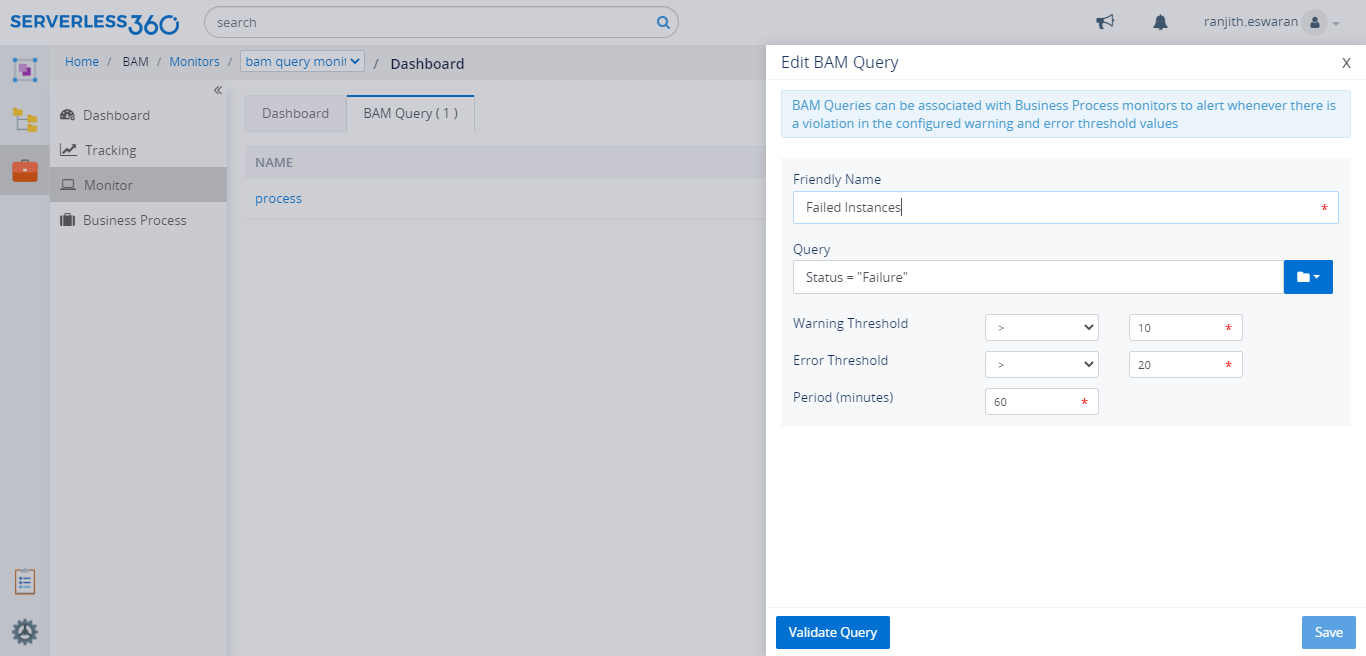 SERVERLESS360
search
ranjith.eswaran
Home / BAM / Monitors / bam query monit / Dashboard
Dashboard
Tracking
Monitor
Business Process
Dashboard
BAM Query ( 1 )
NAME
process
Edit BAM Query
X
BAM Queries can be associated with Business Process monitors to alert whenever there is
a violation in the configured warning and error threshold values
Friendly Name
Failed Instances *
Query
Status = "Failure"
Warning Threshold > 10 *
Error Threshold > 20 *
Period (minutes) 60 *
Validate Query
Save